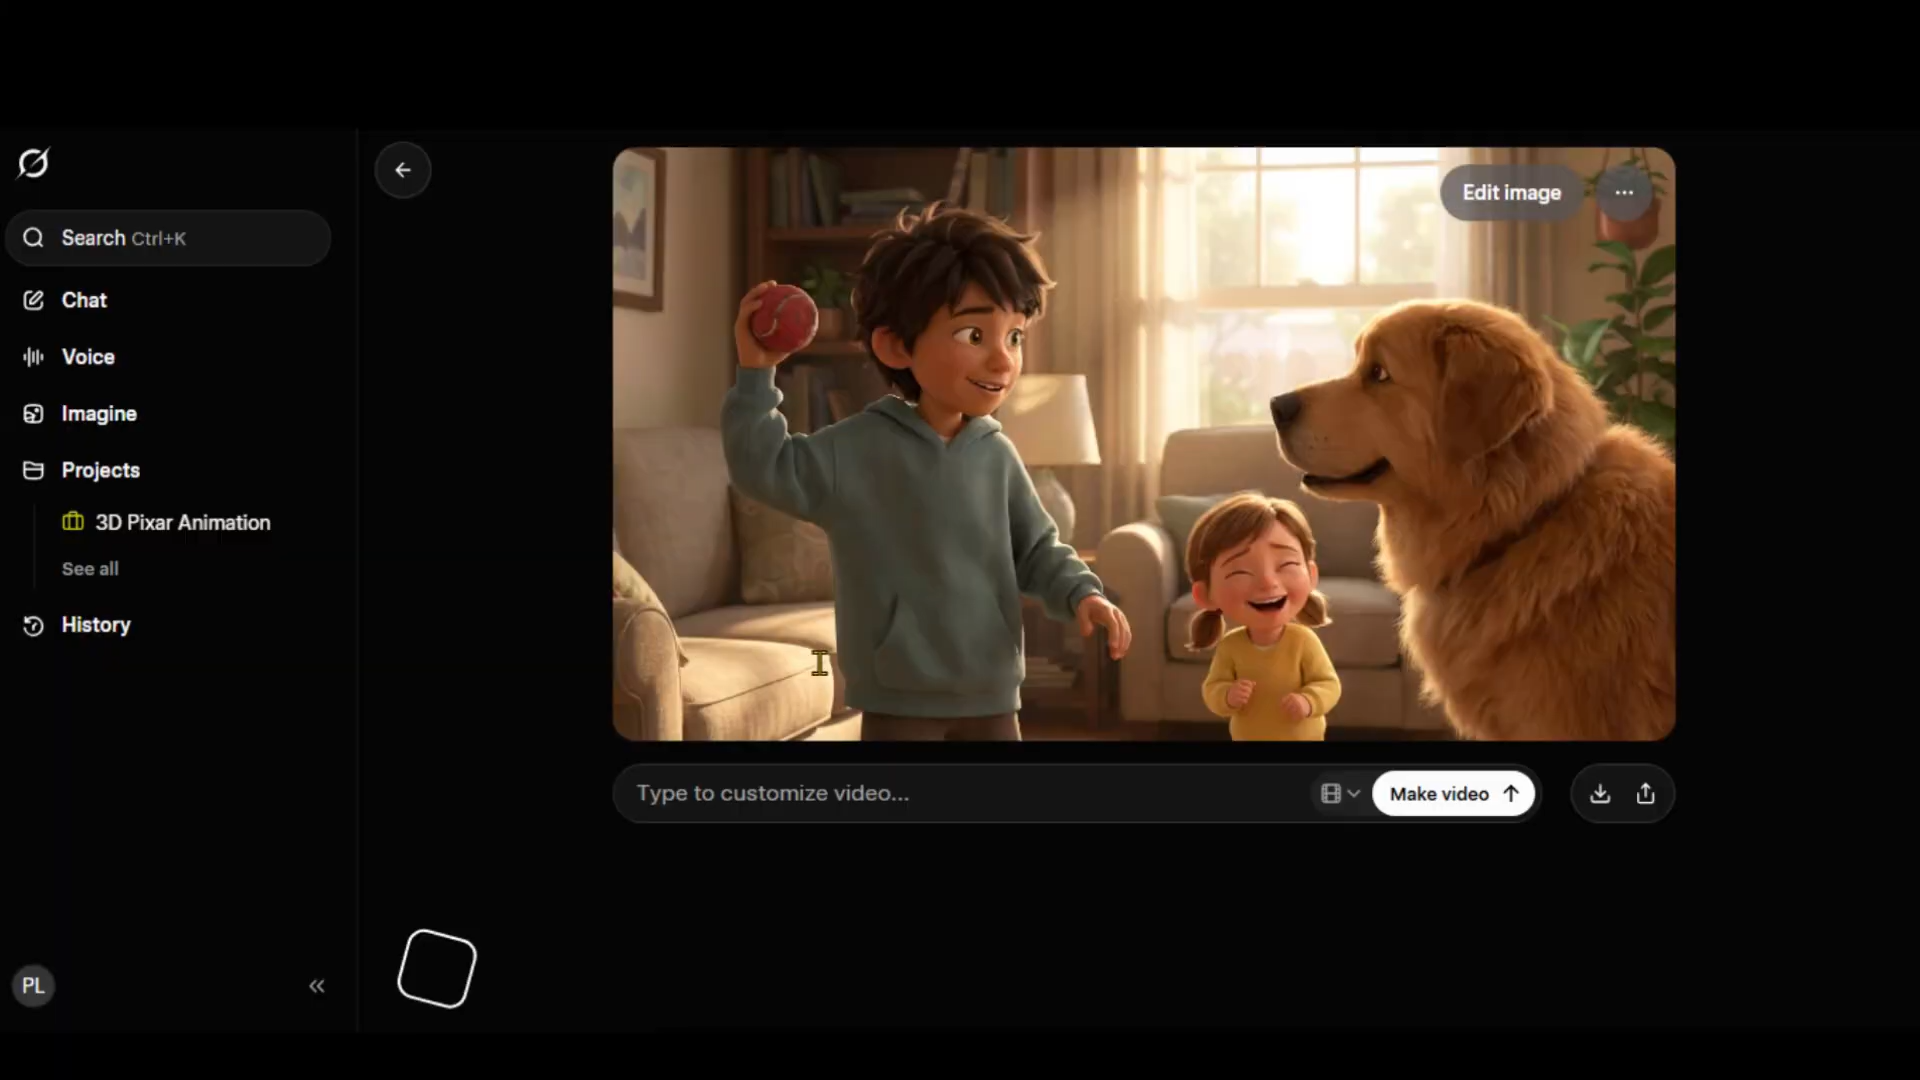 Search Ctrl+K
Chat
Voice
Imagine
Projects
3D Pixar Animation
See all
History
PL
Edit image
Type to customize video...
Make video